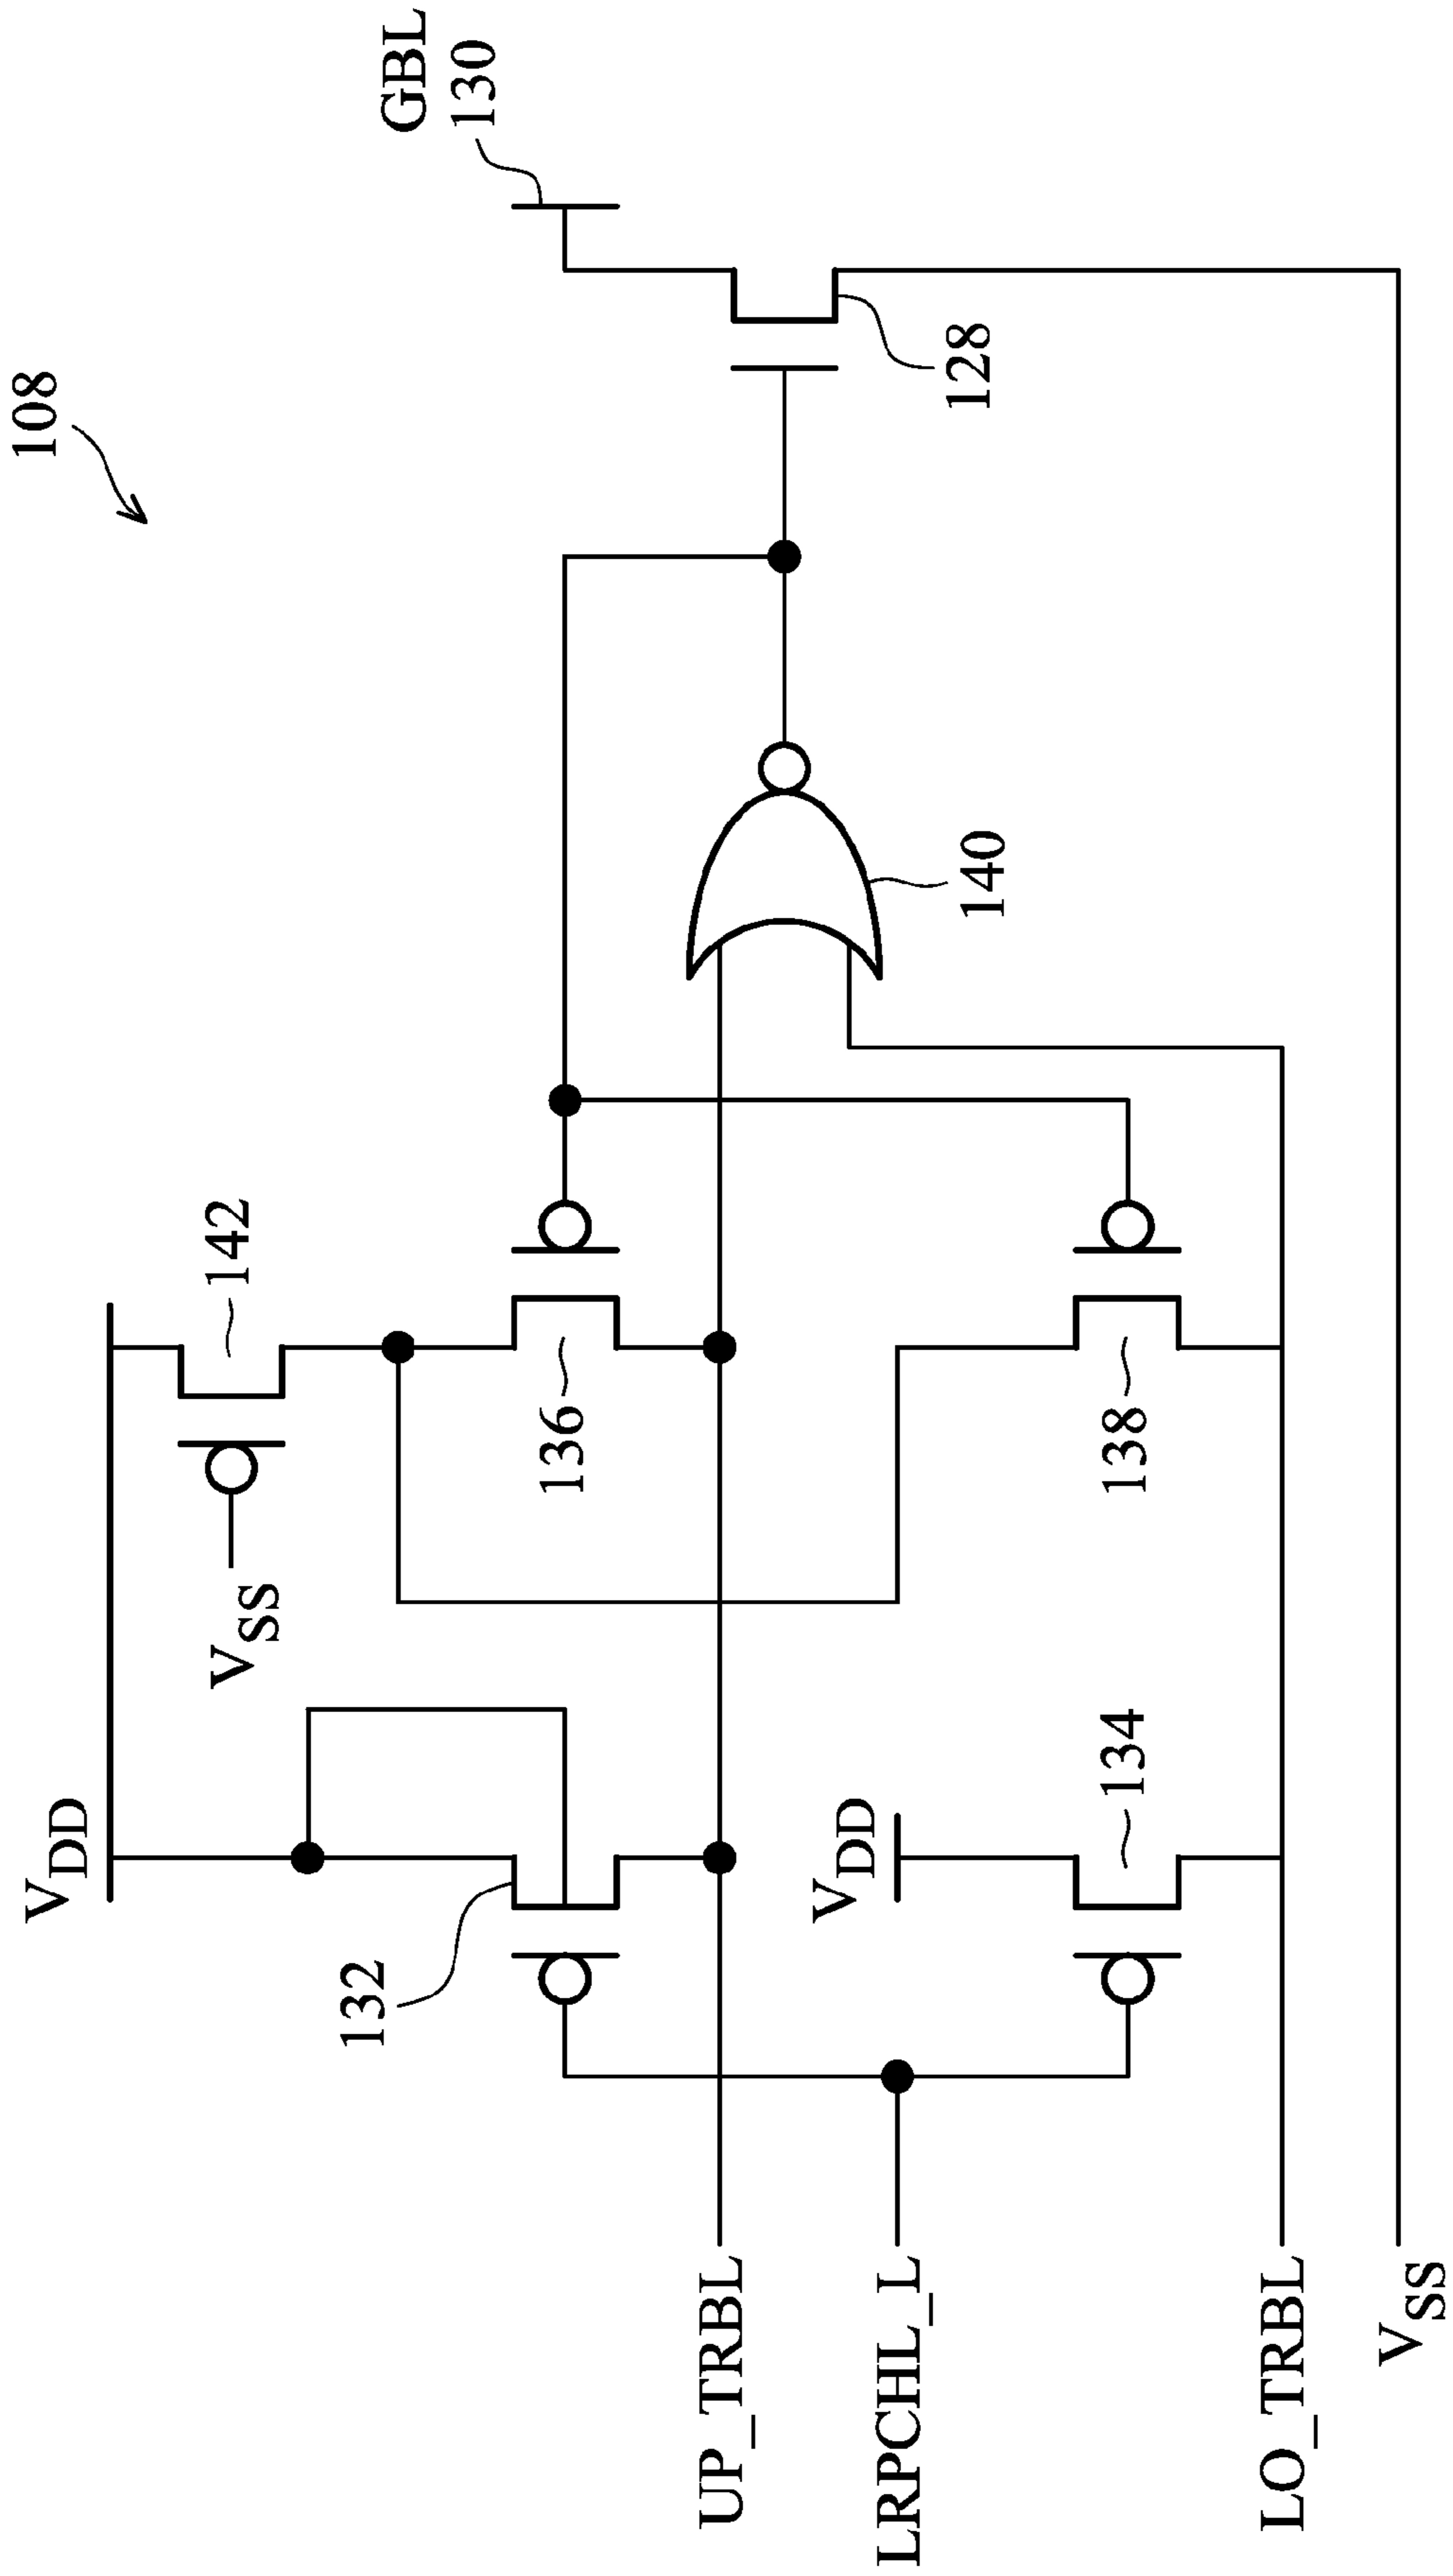 108
GBL
130
VDD
142
VSS
132
136
128
140
VDD
134
138
UP_TRBL
LRPCHL_L
LO_TRBL
VSS